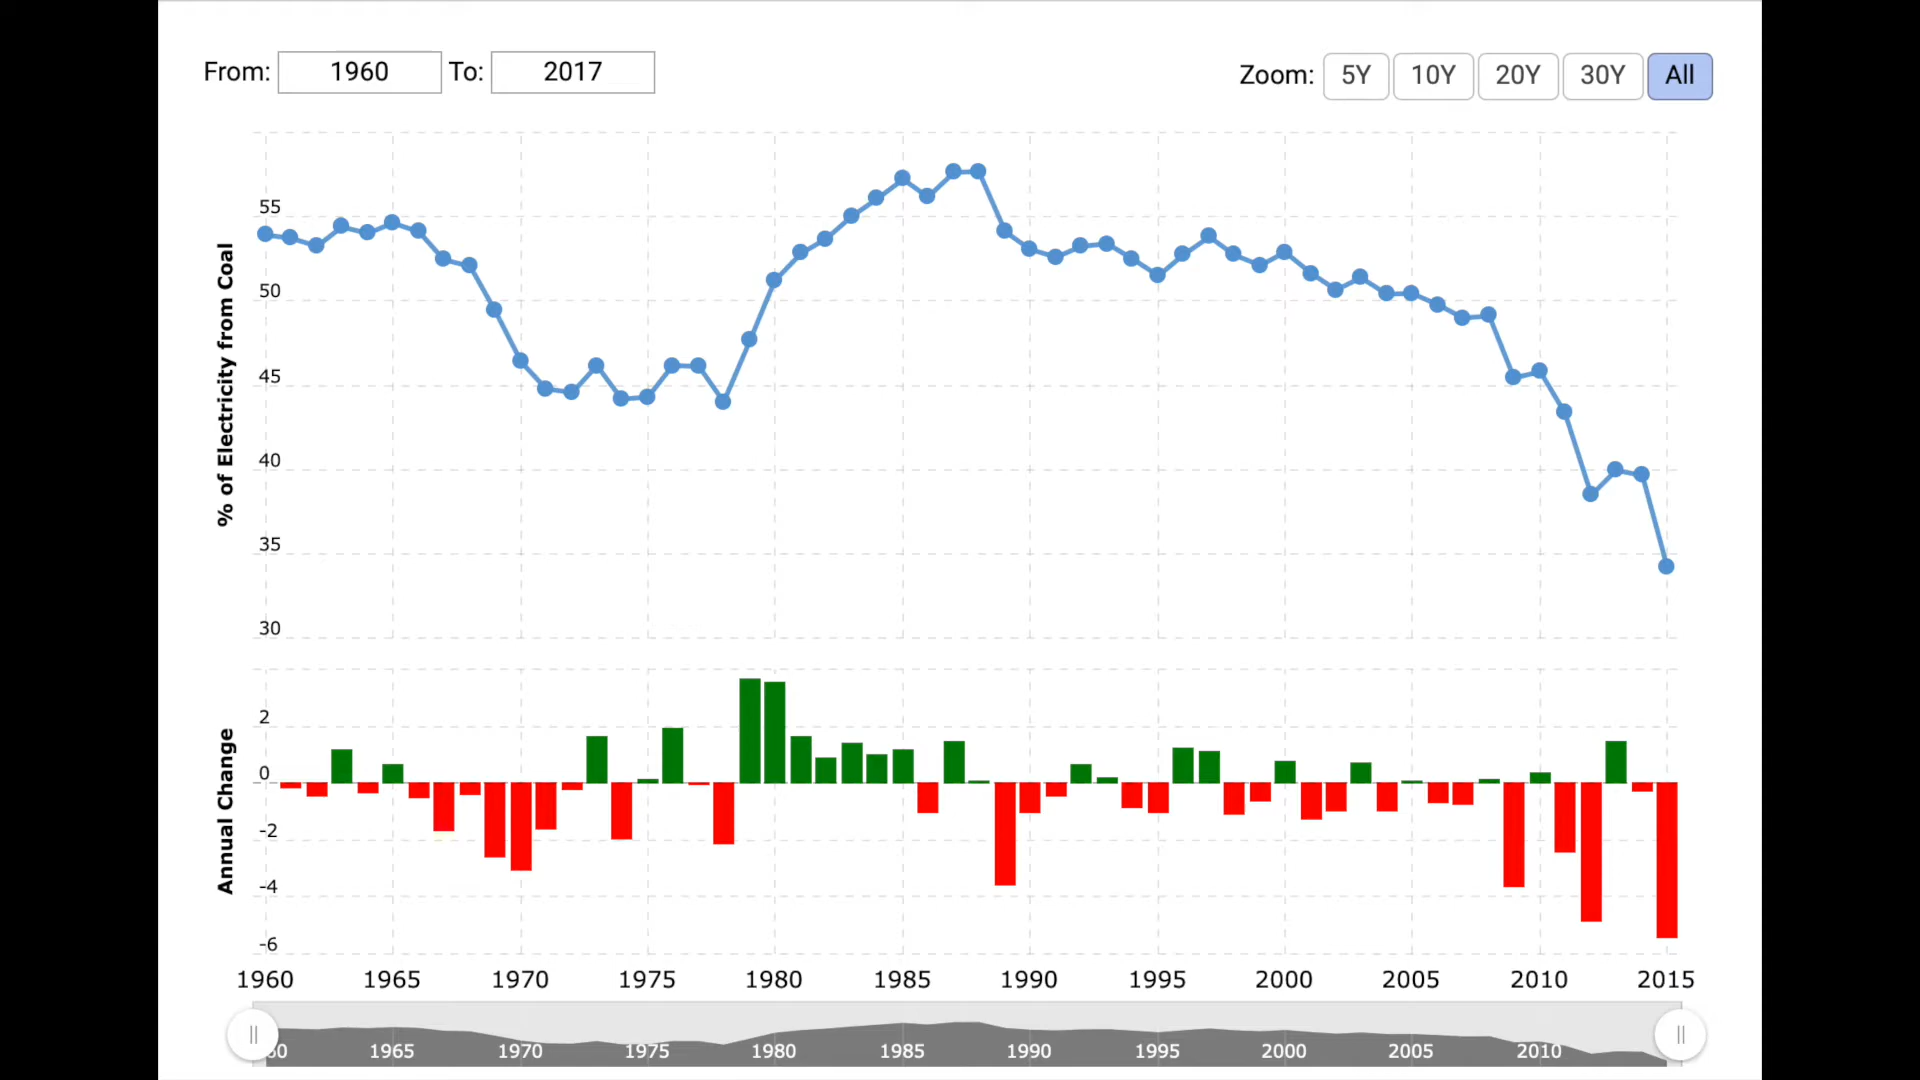 From: 1960 To: 2017
Zoom: 5Y 10Y 20Y 30Y All
% of Electricity from Coal
55
50
45
40
35
30
Annual Change
2
0
-2
-4
-6
1960 1965 1970 1975 1980 1985 1990 1995 2000 2005 2010 2015
60 1965 1970 1975 1980 1985 1990 1995 2000 2005 2010